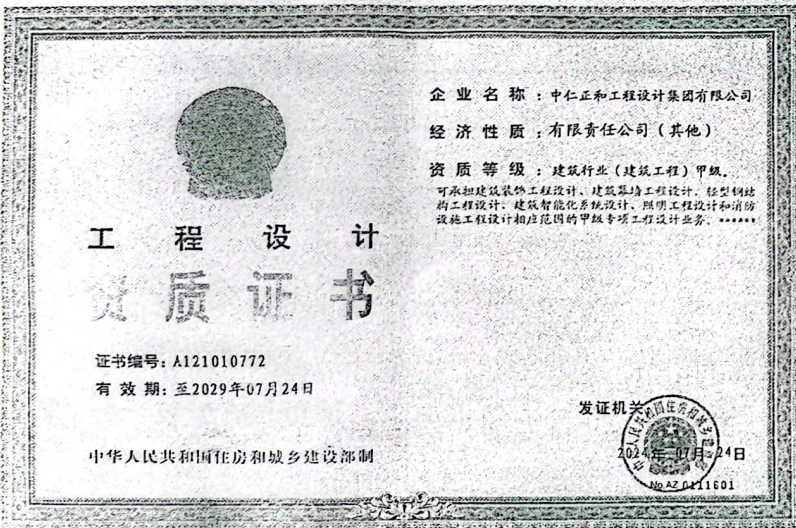 工程设计
资质证书
证书编号：A121010772
有效期：至2029年07月24日
中华人民共和国住房和城乡建设部制
企业名称：中仁正和工程设计集团有限公司
经济性质：有限责任公司（其他）
资质等级：建筑行业（建筑工程）甲级。
可承担建筑装饰工程设计、建筑幕墙工程设计、轻型钢结
构工程设计、建筑智能化系统设计、照明工程设计和消防
设施工程设计相应范围的甲级专项工程设计业务。******
发证机关
2024年07月24日
No.AZ 0111601